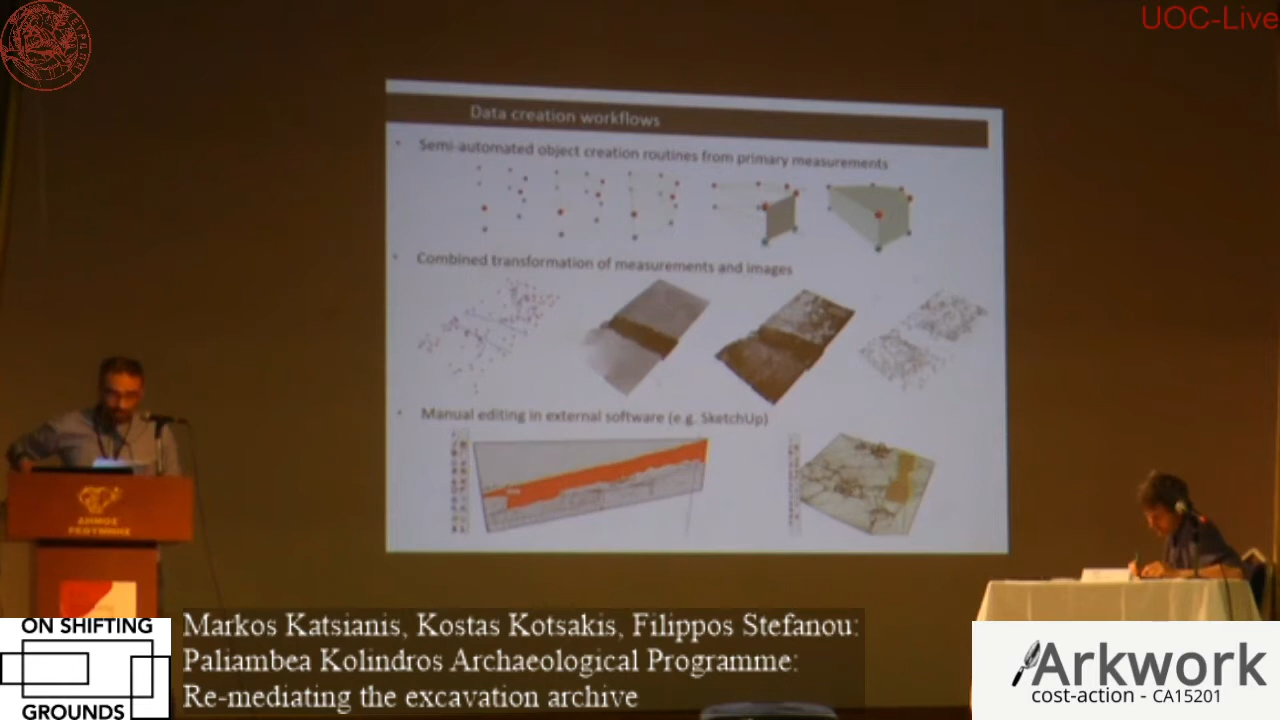 UOC-Live
Data creation workflows
Semi-automated object creation routines from primary measurements
Combined transformation of measurements and images
Manual editing in external software (e.g. SketchUp)
ΔΗΜΟΣ
ΡΕΘΥΜΝΗΣ
ON SHIFTING
GROUNDS
Markos Katsianis, Kostas Kotsakis, Filippos Stefanou:
Paliambea Kolindros Archaeological Programme:
Re-mediating the excavation archive
Arkwork
cost-action - CA15201